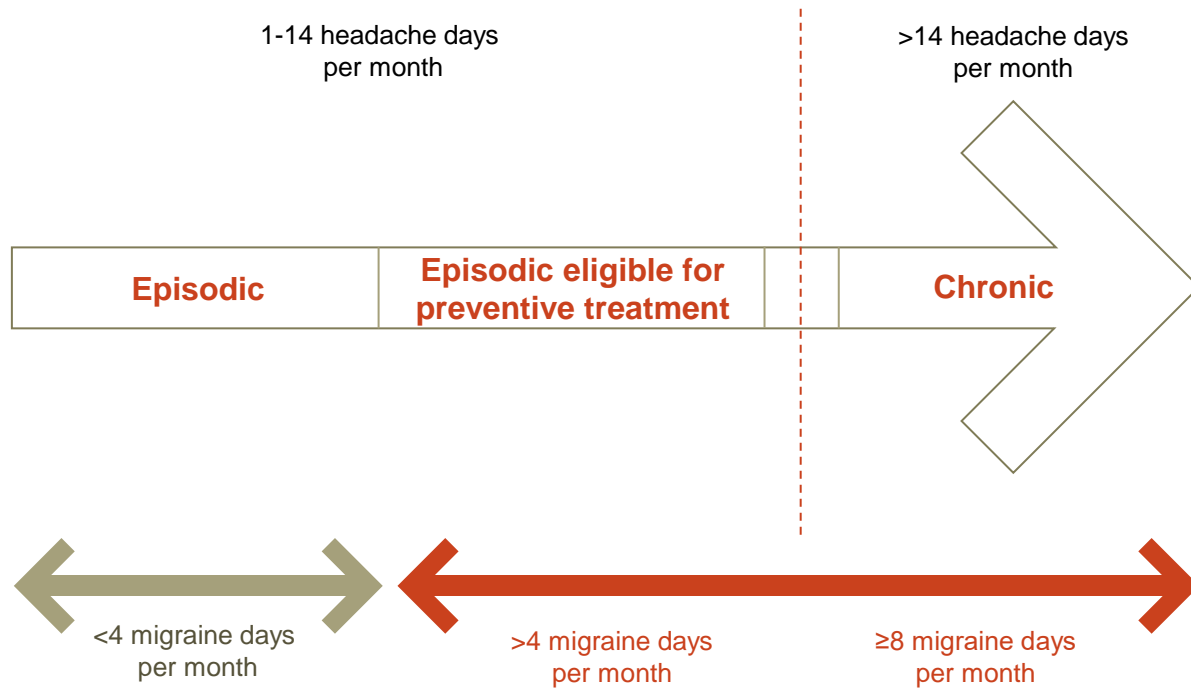 1-14 headache days
per month
>14 headache days
per month
Episodic
Episodic eligible for
preventive treatment
Chronic
<4 migraine days
per month
>4 migraine days
per month
≥8 migraine days
per month